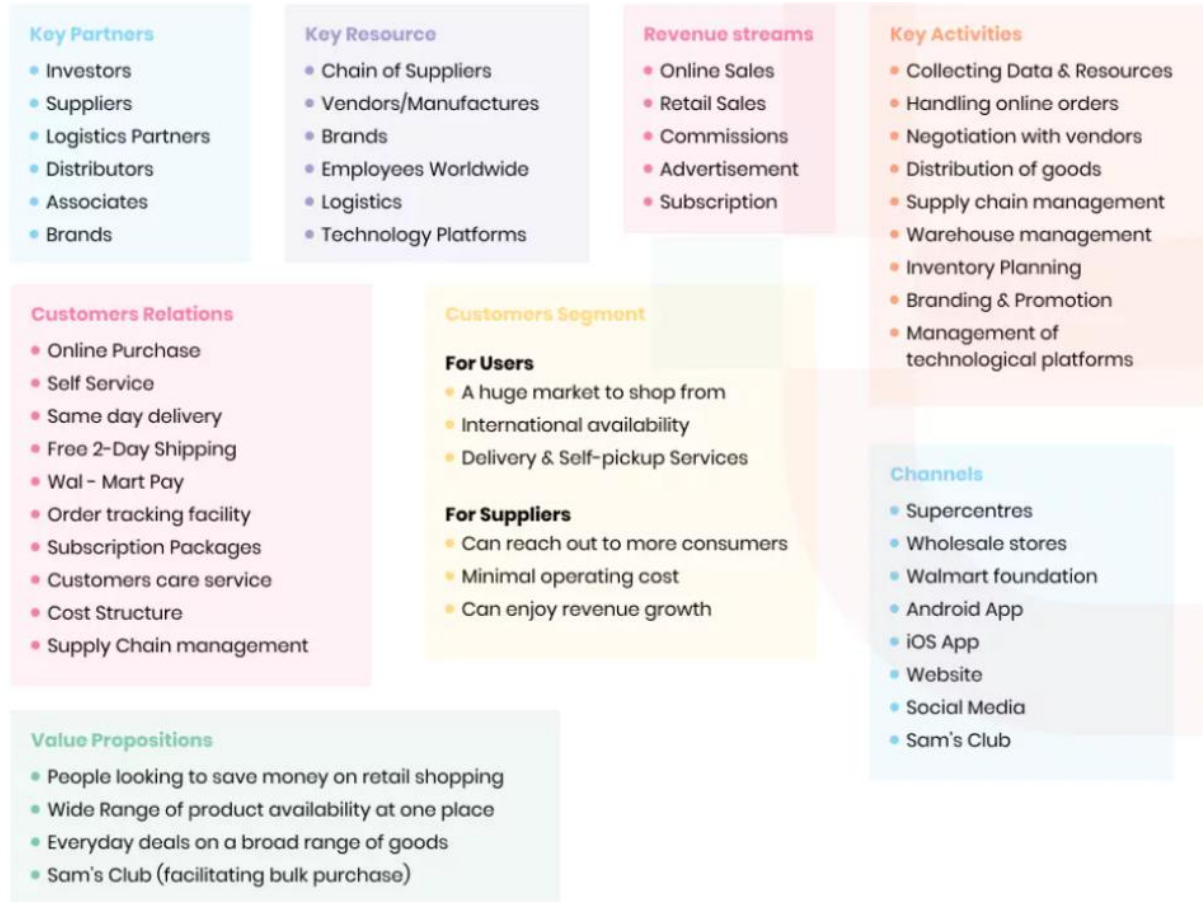 Key Partners
Investors
Suppliers
Logistics Partners
Distributors
Associates
Brands
Key Resource
Chain of Suppliers
Vendors/Manufactures
Brands
Employees Worldwide
Logistics
Technology Platforms
Revenue streams
Online Sales
Retail Sales
Commissions
Advertisement
Subscription
Key Activities
Collecting Data & Resources
Handling online orders
Negotiation with vendors
Distribution of goods
Supply chain management
Warehouse management
Inventory Planning
Branding & Promotion
Management of
technological platforms
Customers Relations
Online Purchase
Self Service
Same day delivery
Free 2-Day Shipping
Wal - Mart Pay
Order tracking facility
Subscription Packages
Customers care service
Cost Structure
Supply Chain management
Customers Segment
For Users
A huge market to shop from
International availability
Delivery & Self-pickup Services
For Suppliers
Can reach out to more consumers
Minimal operating cost
Can enjoy revenue growth
Channels
Supercentres
Wholesale stores
Walmart foundation
Android App
iOS App
Website
Social Media
Sam's Club
Value Propositions
People looking to save money on retail shopping
Wide Range of product availability at one place
Everyday deals on a broad range of goods
Sam's Club (facilitating bulk purchase)